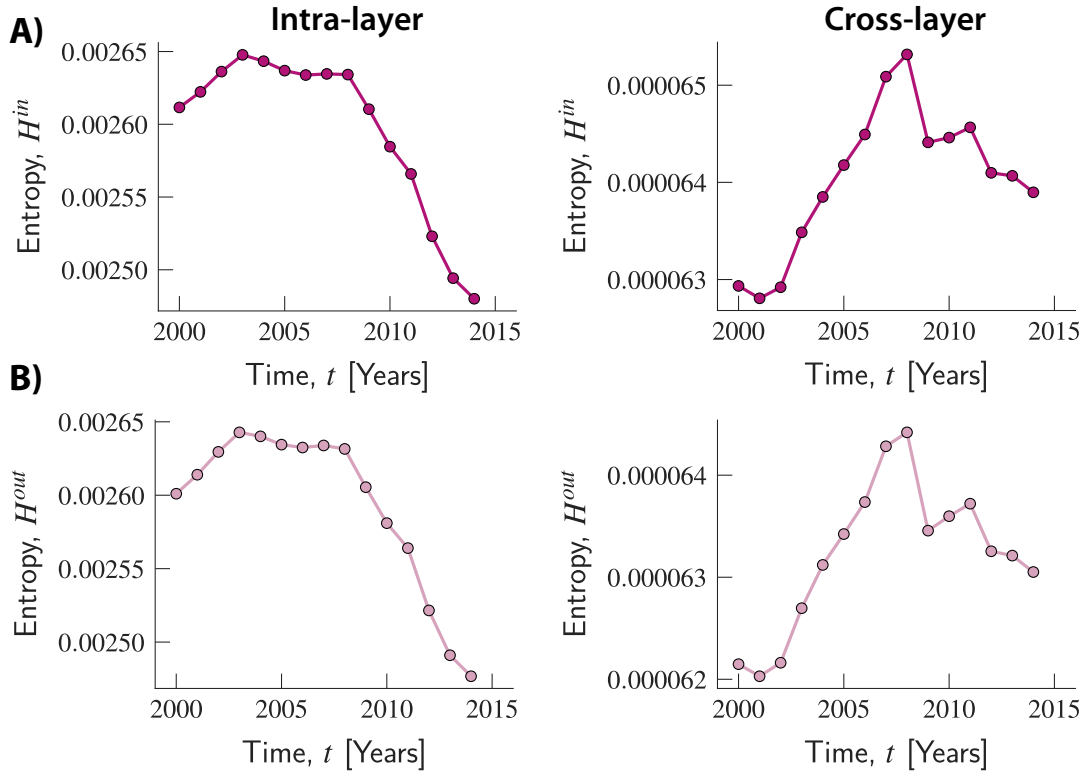 A)
Intra-layer
Cross-layer
Entropy, H^in
0.00265
0.00260
0.00255
0.00250
2000 2005 2010 2015
Time, t [Years]
Entropy, H^in
0.000065
0.000064
0.000063
2000 2005 2010 2015
Time, t [Years]
B)
Entropy, H^out
0.00265
0.00260
0.00255
0.00250
2000 2005 2010 2015
Time, t [Years]
Entropy, H^out
0.000064
0.000063
0.000062
2000 2005 2010 2015
Time, t [Years]